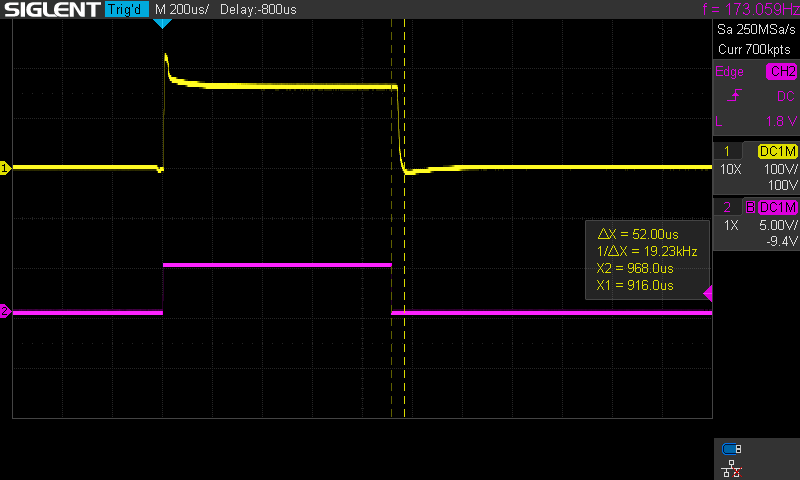 SIGLENT Trig'd M 200us/ Delay:-800us f = 173.059Hz
Sa 250MSa/s
Curr 700kpts
Edge CH2
DC
L 1.8 V
1 DC1M
10X 100V/
100V
2 B DC1M
1X 5.00V/
-9.4V
1
2
△X = 52.00us
1/△X = 19.23kHz
X2 = 968.0us
X1 = 916.0us